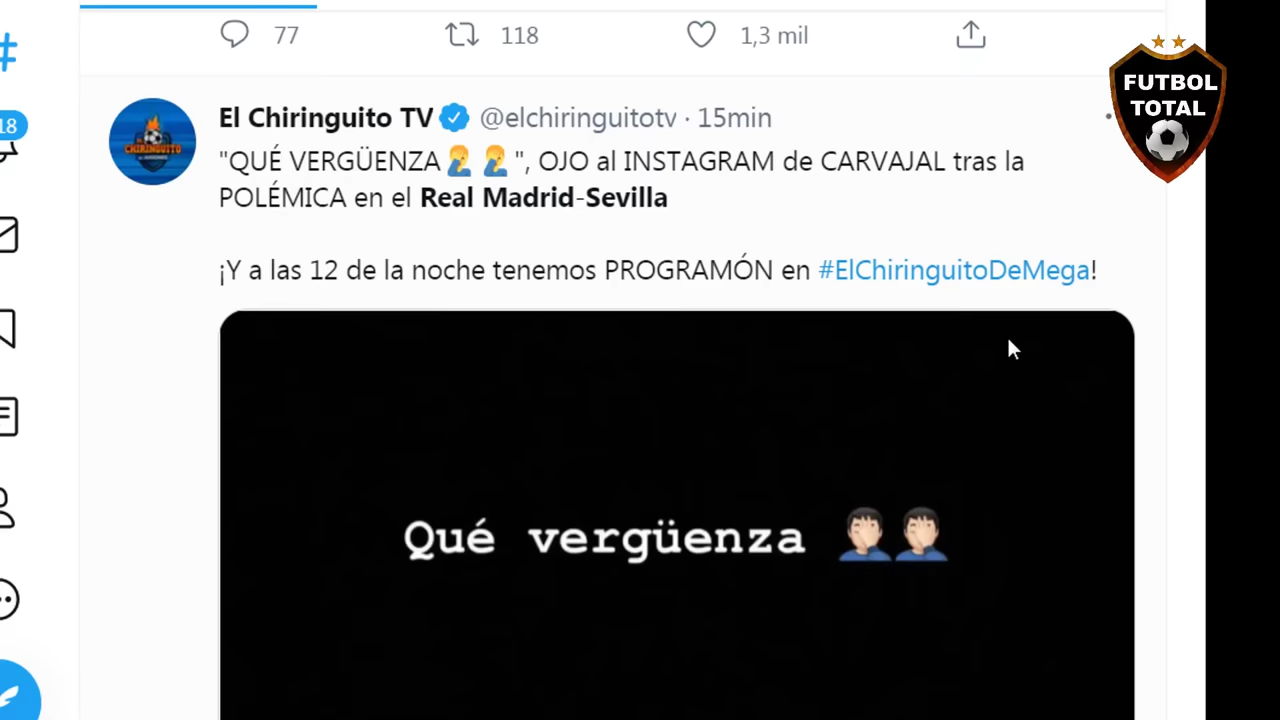 77 118 1,3 mil
18
El Chiringuito TV @elchiringuitotv · 15min
"QUÉ VERGÜENZA🤦‍♂️🤦‍♂️", OJO al INSTAGRAM de CARVAJAL tras la
POLÉMICA en el Real Madrid-Sevilla
¡Y a las 12 de la noche tenemos PROGRAMÓN en #ElChiringuitoDeMega!
Qué vergüenza 🤦🏻‍♂️🤦🏻‍♂️
FUTBOL
TOTAL
CHIRINGUITO